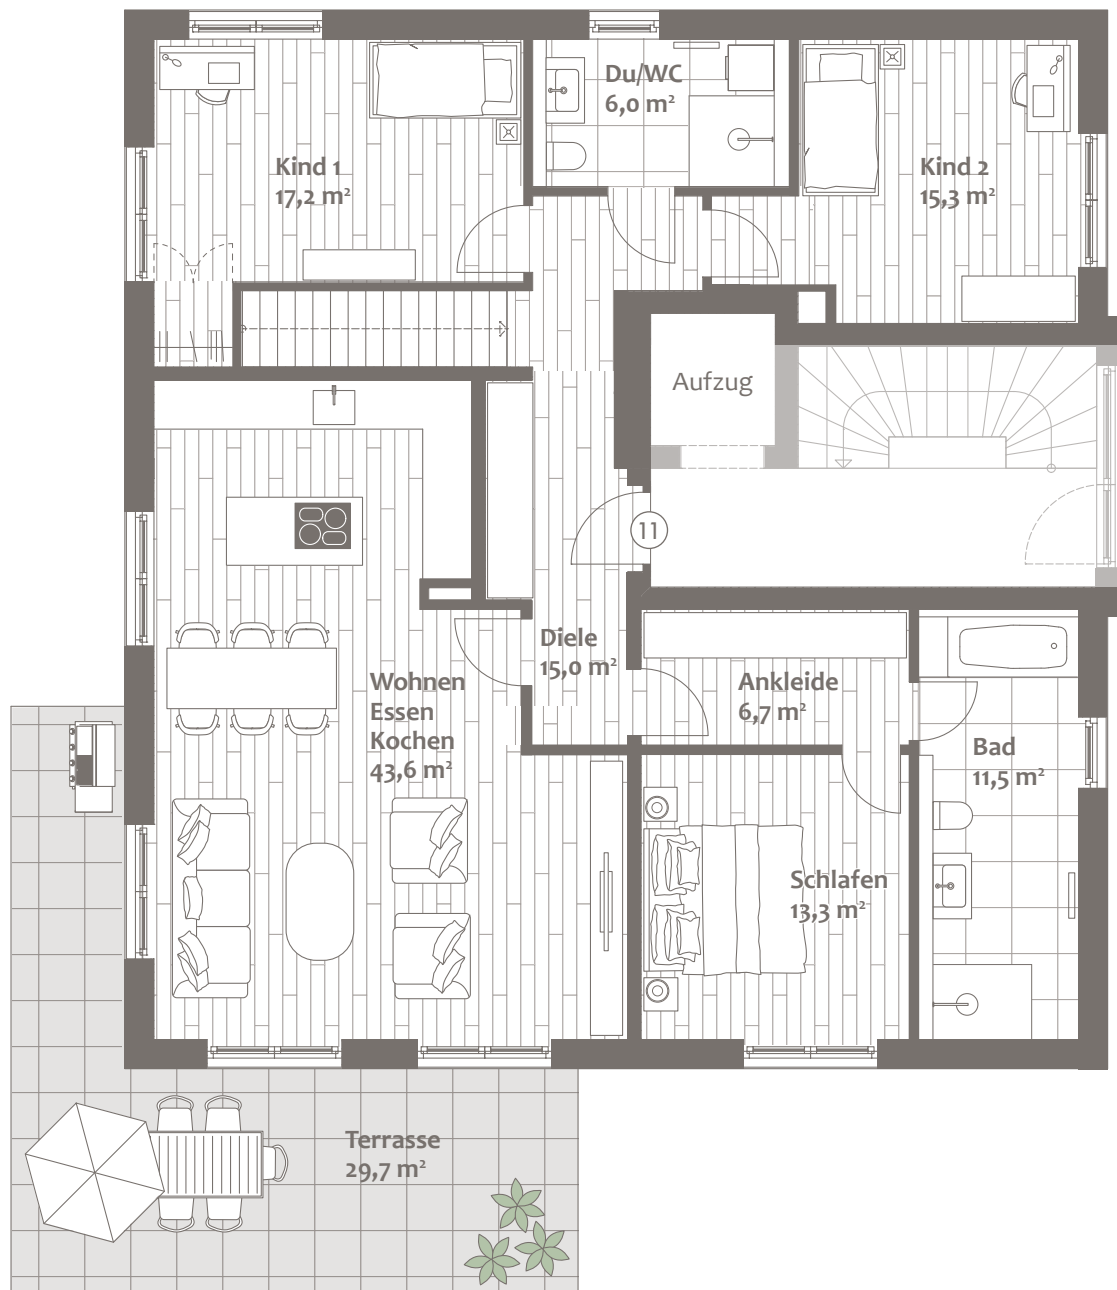 Du/WC
6,0 m²
Kind 1
17,2 m²
Kind 2
15,3 m²
Aufzug
11
Diele
15,0 m²
Wohnen
Essen
Kochen
43,6 m²
Ankleide
6,7 m²
Bad
11,5 m²
Schlafen
13,3 m²
Terrasse
29,7 m²